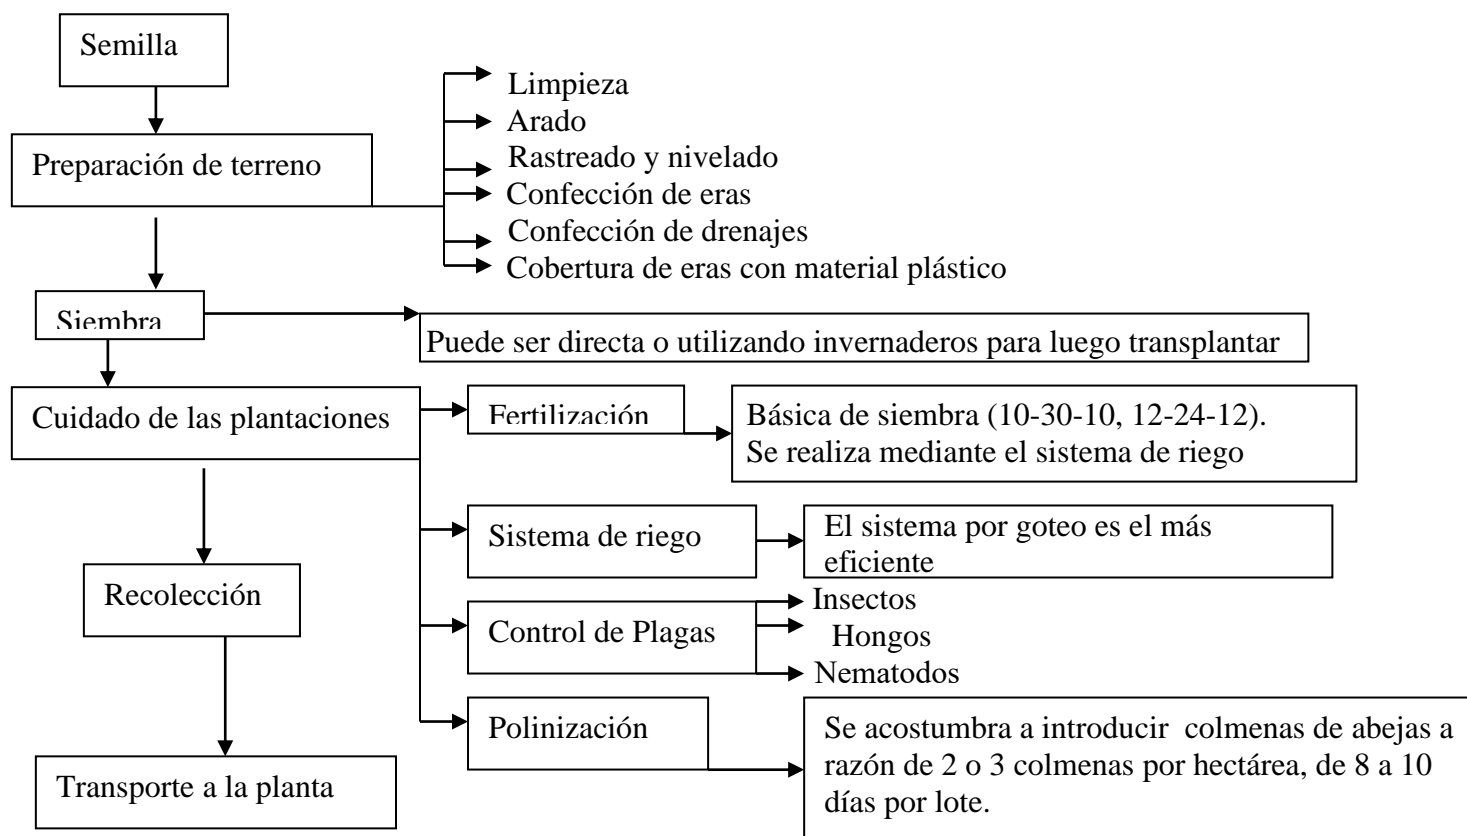 Semilla
Preparación de terreno
Limpieza
Arado
Rastreado y nivelado
Confección de eras
Confección de drenajes
Cobertura de eras con material plástico
Siembra
Puede ser directa o utilizando invernaderos para luego transplantar
Cuidado de las plantaciones
Fertilización
Básica de siembra (10-30-10, 12-24-12).
Se realiza mediante el sistema de riego
Sistema de riego
El sistema por goteo es el más
eficiente
Control de Plagas
Insectos
Hongos
Nematodos
Polinización
Se acostumbra a introducir colmenas de abejas a
razón de 2 o 3 colmenas por hectárea, de 8 a 10
días por lote.
Recolección
Transporte a la planta